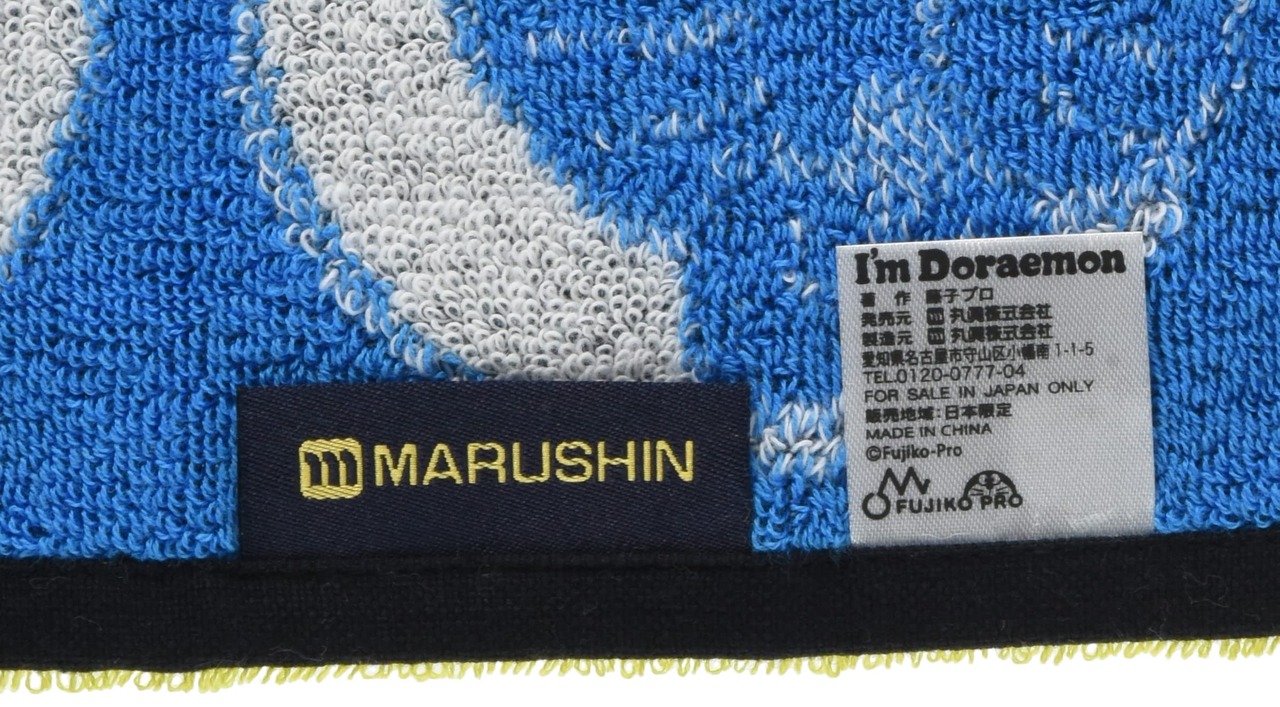 MARUSHIN
I'm Doraemon
著 作 藤子プロ
発売元 丸眞株式会社
製造元 丸眞株式会社
愛知県名古屋市守山区小幡南1-1-5
TEL.0120-0777-04
FOR SALE IN JAPAN ONLY
販売地域:日本限定
MADE IN CHINA
©Fujiko-Pro
FUJIKO PRO